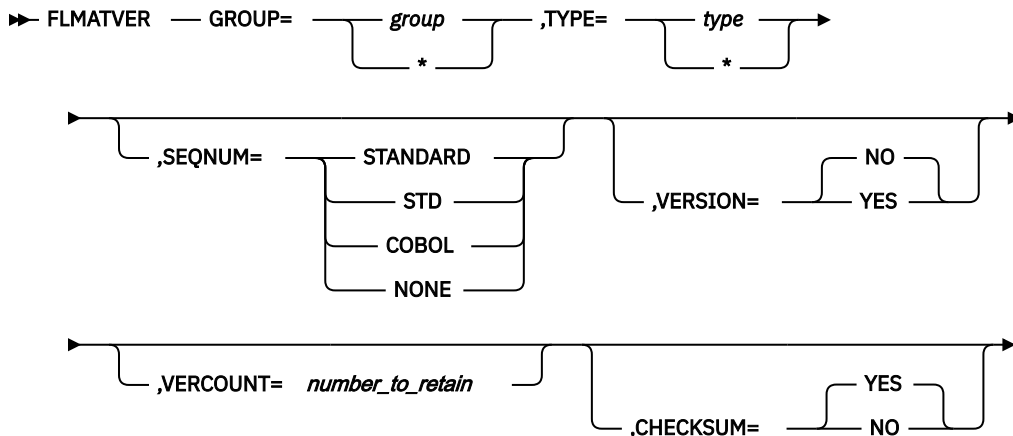 FLMATVER GROUP= group ,TYPE= type
* *
,SEQNUM= STANDARD NO
STD ,VERSION= YES
COBOL
NONE
,VERCOUNT= number_to_retain YES
,CHECKSUM= NO